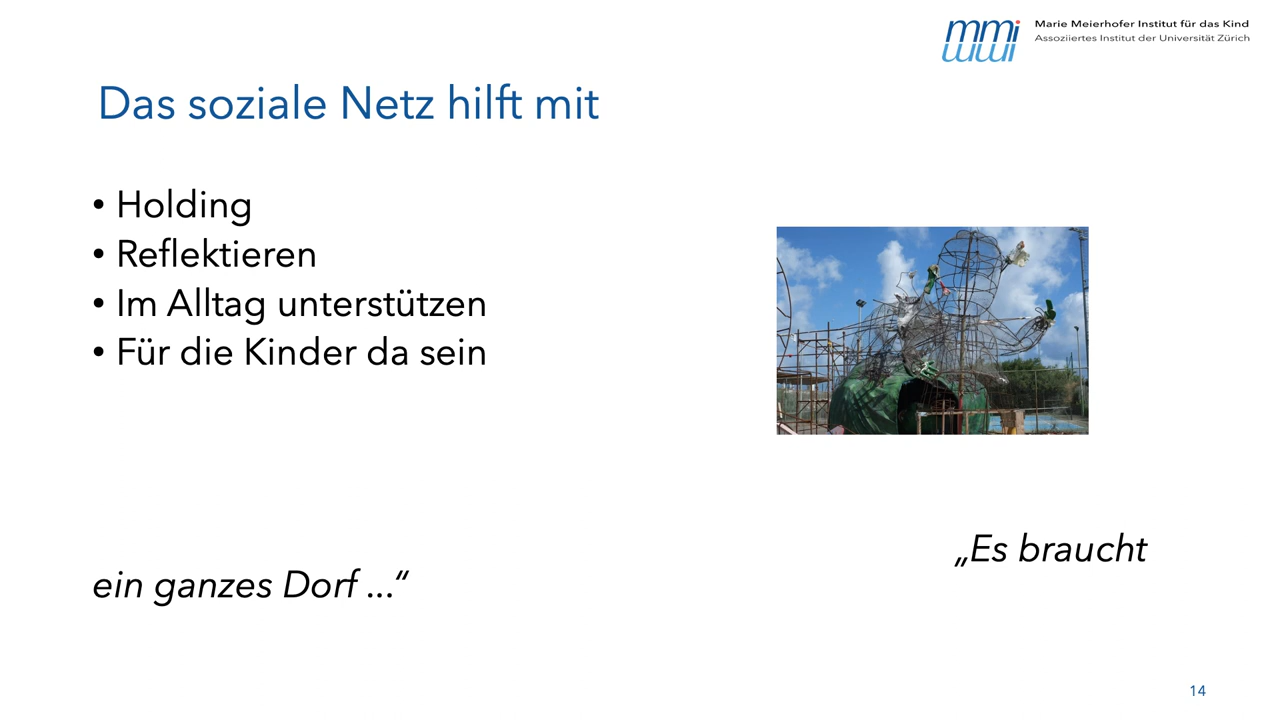 mmi
Marie Meierhofer Institut für das Kind
Assoziiertes Institut der Universität Zürich
Das soziale Netz hilft mit
• Holding
• Reflektieren
• Im Alltag unterstützen
• Für die Kinder da sein
„Es braucht
ein ganzes Dorf ...“
14